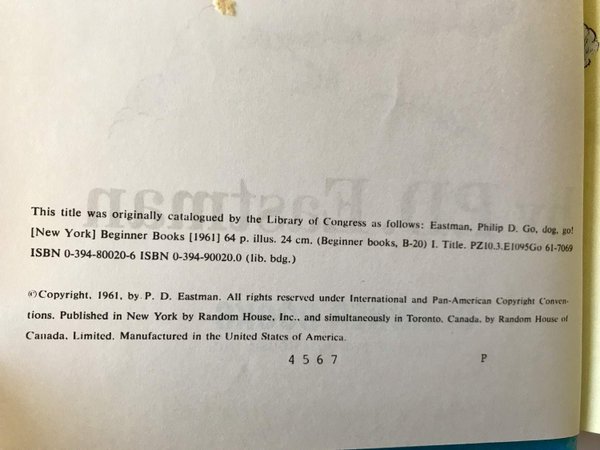 This title was originally catalogued by the Library of Congress as follows: Eastman, Philip D. Go, dog, go!
[New York] Beginner Books [1961] 64 p. illus. 24 cm. (Beginner books, B-20) I. Title. PZ10.3.E1095Go 61-7069
ISBN 0-394-80020-6 ISBN 0-394-90020.0 (lib. bdg.)
©Copyright, 1961, by P. D. Eastman. All rights reserved under International and Pan-American Copyright Conven-
tions. Published in New York by Random House, Inc., and simultaneously in Toronto, Canada, by Random House of
Canada, Limited. Manufactured in the United States of America.
4 5 6 7 P